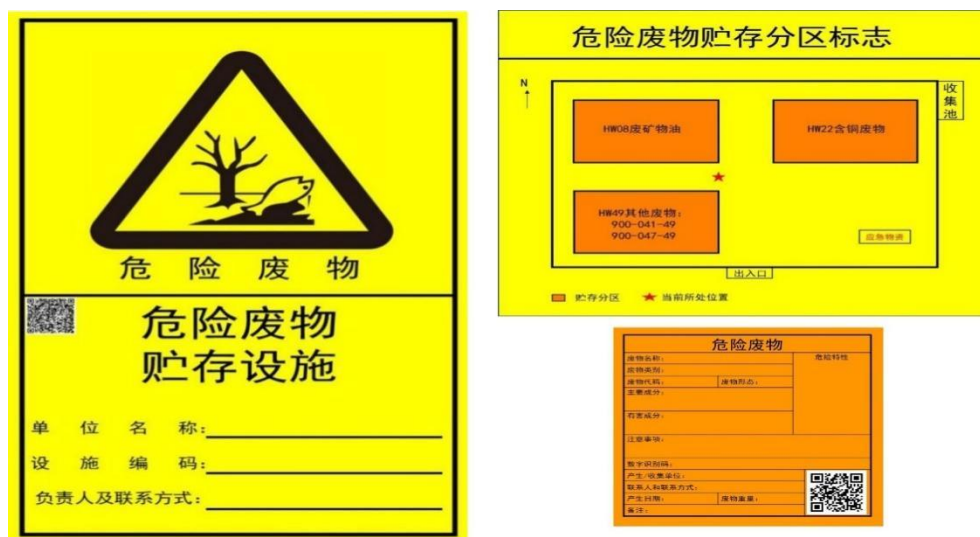 危险废物
危险废物
贮存设施
单位名称：
设施编码：
负责人及联系方式：
危险废物贮存分区标志
N
收集池
HW08废矿物油
HW22含铜废物
HW49其他废物：
900-041-49
900-047-49
应急物资
出入口
贮存分区 当前所处位置
危险废物
废物名称： 危险特性
废物类别：
废物代码： 废物形态：
主要成分：
有害成分：
注意事项：
数字识别码：
产生/收集单位：
联系人和联系方式：
产生日期： 废物重量：
备注：